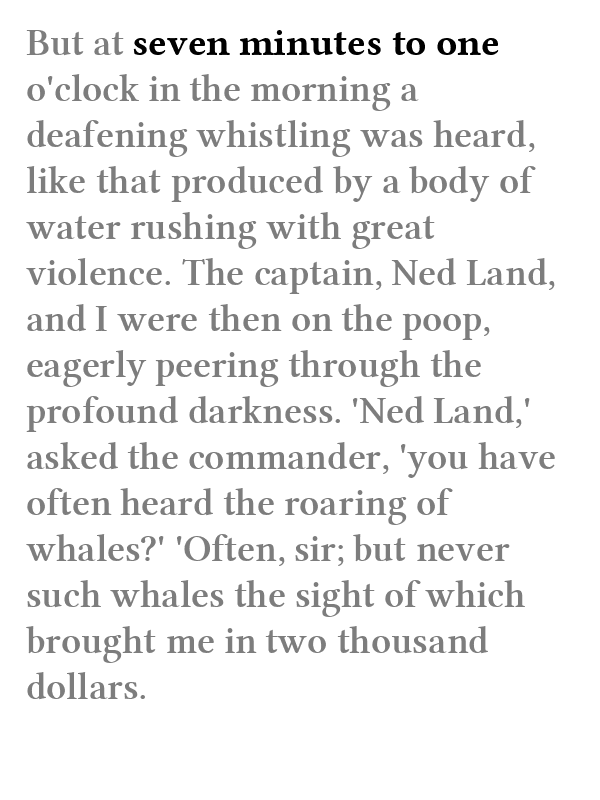 But at seven minutes to one
o'clock in the morning a
deafening whistling was heard,
like that produced by a body of
water rushing with great
violence. The captain, Ned Land,
and I were then on the poop,
eagerly peering through the
profound darkness. 'Ned Land,'
asked the commander, 'you have
often heard the roaring of
whales?' 'Often, sir; but never
such whales the sight of which
brought me in two thousand
dollars.